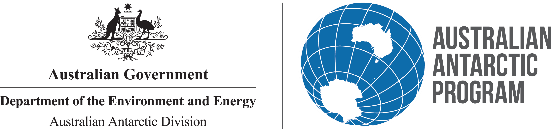 Australian Government
Department of the Environment and Energy
Australian Antarctic Division
AUSTRALIAN
ANTARCTIC
PROGRAM